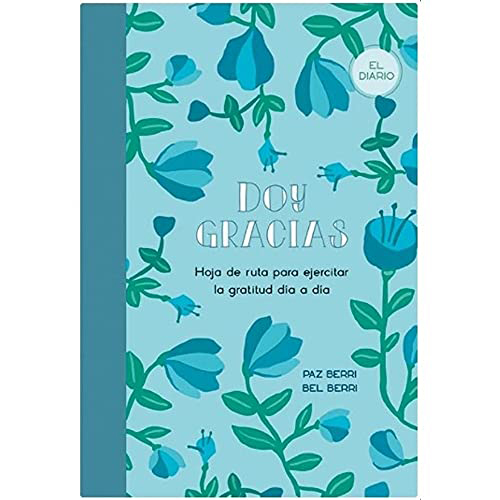 EL
DIARIO
DOY
GRACIAS
Hoja de ruta para ejercitar
la gratitud día a día
PAZ BERRI
BEL BERRI